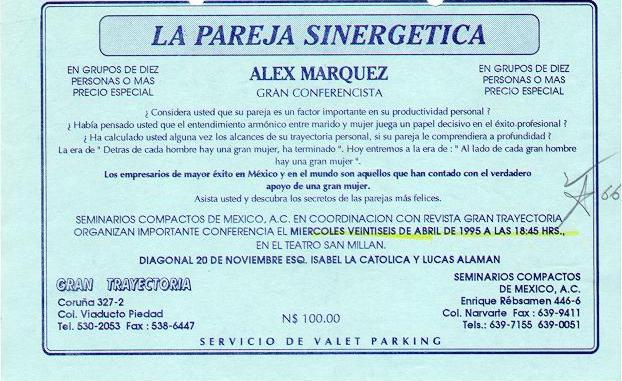 LA PAREJA SINERGETICA
EN GRUPOS DE DIEZ
PERSONAS O MAS
PRECIO ESPECIAL
ALEX MARQUEZ
GRAN CONFERENCISTA
EN GRUPOS DE DIEZ
PERSONAS O MAS
PRECIO ESPECIAL
¿ Considera usted que su pareja es un factor importante en su productividad personal ?
¿ Había pensado usted que el entendimiento armónico entre marido y mujer juega un papel decisivo en el éxito profesional ?
¿ Ha calculado usted alguna vez los alcances de su trayectoria personal, si su pareja le comprendiera a profundidad ?
La era de " Detras de cada hombre hay una gran mujer, ha terminado ". Hoy entremos a la era de : " Al lado de cada gran hombre
hay una gran mujer ".
Los empresarios de mayor éxito en México y en el mundo son aquellos que han contado con el verdadero
apoyo de una gran mujer.
Asista usted y descubra los secretos de las parejas más felices.
66
SEMINARIOS COMPACTOS DE MEXICO, A.C. EN COORDINACION CON REVISTA GRAN TRAYECTORIA
ORGANIZAN IMPORTANTE CONFERENCIA EL MIERCOLES VEINTISEIS DE ABRIL DE 1995 A LAS 18:45 HRS.,
EN EL TEATRO SAN MILLAN.
DIAGONAL 20 DE NOVIEMBRE ESQ. ISABEL LA CATOLICA Y LUCAS ALAMAN
GRAN TRAYECTORIA
Coruña 327-2
Col. Viaducto Piedad
Tel. 530-2053 Fax : 538-6447
N$ 100.00
SEMINARIOS COMPACTOS
DE MEXICO, A.C.
Enrique Rébsamen 446-6
Col. Narvarte Fax : 639-9411
Tels.: 639-7155 639-0051
SERVICIO DE VALET PARKING